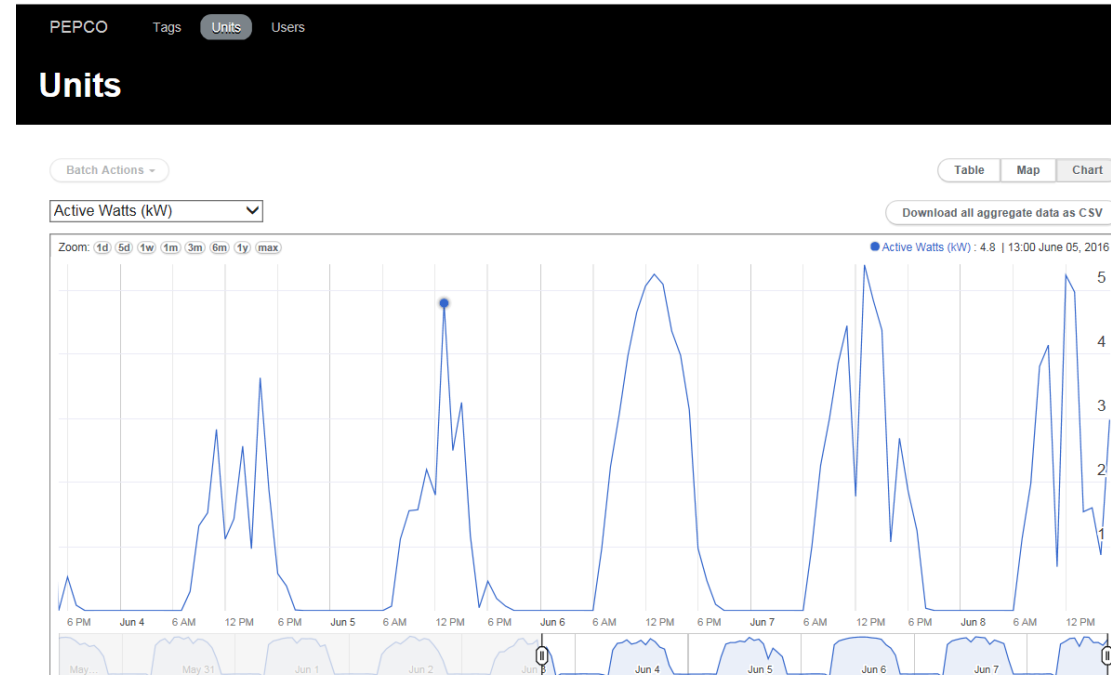 PEPCO Tags Units Users
Units
Batch Actions
Table Map Chart
Active Watts (kW)
Download all aggregate data as CSV
Zoom: 1d 5d 1w 1m 3m 6m 1y max
Active Watts (kW) : 4.8 | 13:00 June 05, 2016
5
4
3
2
1
6 PM Jun 4 6 AM 12 PM 6 PM Jun 5 6 AM 12 PM 6 PM Jun 6 6 AM 12 PM 6 PM Jun 7 6 AM 12 PM 6 PM Jun 8 6 AM 12 PM
May... May 31 Jun 1 Jun 2 Jun 3 Jun 4 Jun 5 Jun 6 Jun 7